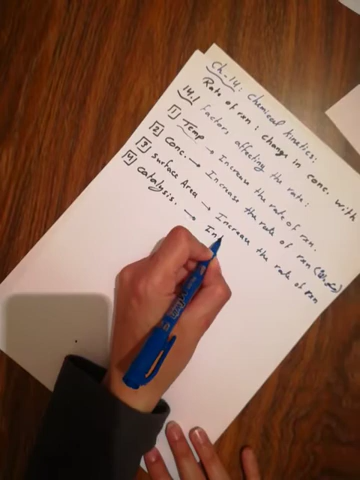 Ch.14: Chemical Kinetics:
Rate of rxn: change in conc. with
14.1 Factors affecting the rate:
[1] Temp → Increase the rate of rxn.
[2] Conc. → Increase the rate of rxn
[3] Surface Area → Increase the rate of rxn
[4] Catalysis. → In